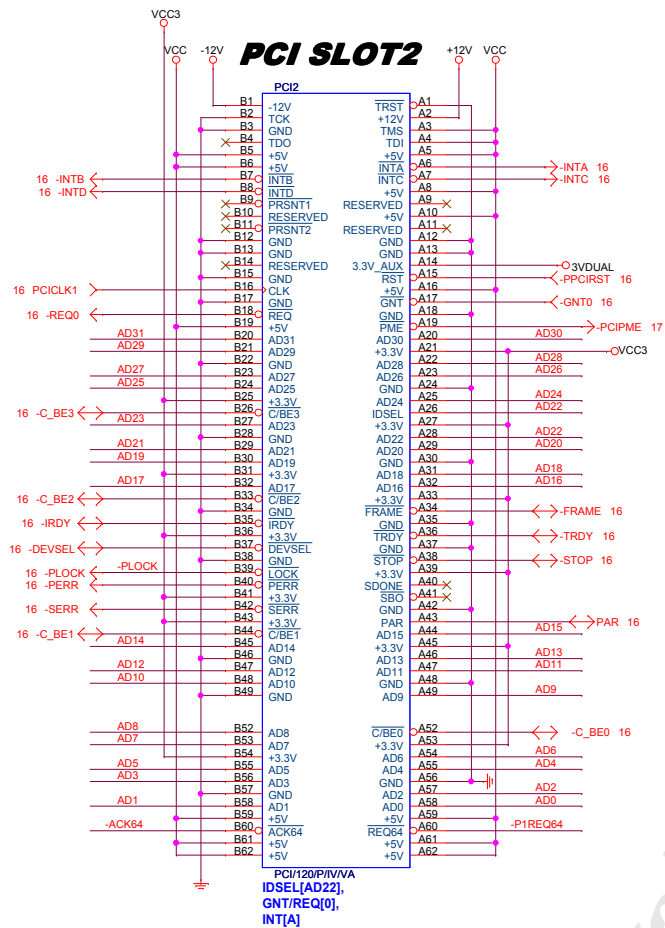 VCC3
VCC -12V PCI SLOT2 +12V VCC
PCI2
B1 -12V TRST A1
B2 TCK +12V A2
B3 GND TMS A3
B4 TDO TDI A4
B5 +5V +5V A5
B6 +5V INTA A6 -INTA 16
16 -INTB B7 INTB INTC A7 -INTC 16
16 -INTD B8 INTD +5V A8
B9 PRSNT1 RESERVED A9
B10 RESERVED +5V A10
B11 PRSNT2 RESERVED A11
B12 GND GND A12
B13 GND GND A13
B14 RESERVED 3.3V_AUX A14 3VDUAL
B15 GND RST A15 -PPCIRST 16
16 PCICLK1 B16 CLK +5V A16
B17 GND GNT A17 -GNT0 16
16 -REQ0 B18 REQ GND A18
B19 +5V PME A19 -PCIPME 17
AD31 B20 AD31 AD30 A20 AD30
AD29 B21 AD29 +3.3V A21 VCC3
B22 GND AD28 A22 AD28
AD27 B23 AD27 AD26 A23 AD26
AD25 B24 AD25 GND A24
B25 +3.3V AD24 A25 AD24
16 -C_BE3 B26 C/BE3 IDSEL A26 AD22
AD23 B27 AD23 +3.3V A27
B28 GND AD22 A28 AD22
AD21 B29 AD21 AD20 A29 AD20
AD19 B30 AD19 GND A30
B31 +3.3V AD18 A31 AD18
AD17 B32 AD17 AD16 A32 AD16
16 -C_BE2 B33 C/BE2 +3.3V A33
B34 GND FRAME A34 -FRAME 16
16 -IRDY B35 IRDY GND A35
B36 +3.3V TRDY A36 -TRDY 16
16 -DEVSEL B37 DEVSEL GND A37
B38 GND STOP A38 -STOP 16
16 -PLOCK -PLOCK B39 LOCK +3.3V A39
16 -PERR B40 PERR SDONE A40
B41 +3.3V SBO A41
16 -SERR B42 SERR GND A42
B43 +3.3V PAR A43 PAR 16
16 -C_BE1 B44 C/BE1 AD15 A44 AD15
AD14 B45 AD14 +3.3V A45
B46 GND AD13 A46 AD13
AD12 B47 AD12 AD11 A47 AD11
AD10 B48 AD10 GND A48
B49 GND AD9 A49 AD9
AD8 B52 AD8 C/BE0 A52 -C_BE0 16
AD7 B53 AD7 +3.3V A53
B54 +3.3V AD6 A54 AD6
AD5 B55 AD5 AD4 A55 AD4
AD3 B56 AD3 GND A56
B57 GND AD2 A57 AD2
AD1 B58 AD1 AD0 A58 AD0
B59 +5V +5V A59
-ACK64 B60 ACK64 REQ64 A60 -P1REQ64
B61 +5V +5V A61
B62 +5V +5V A62
PCI/120/P/IV/VA
IDSEL[AD22],
GNT/REQ[0],
INT[A]